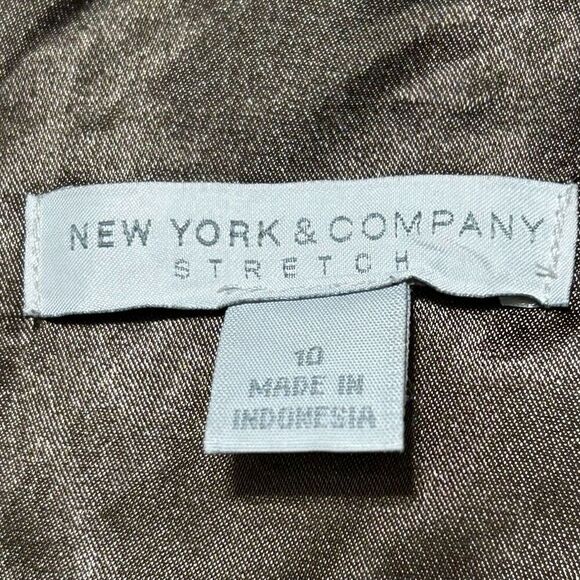 NEW YORK & COMPANY
STRETCH
10
MADE IN
INDONESIA